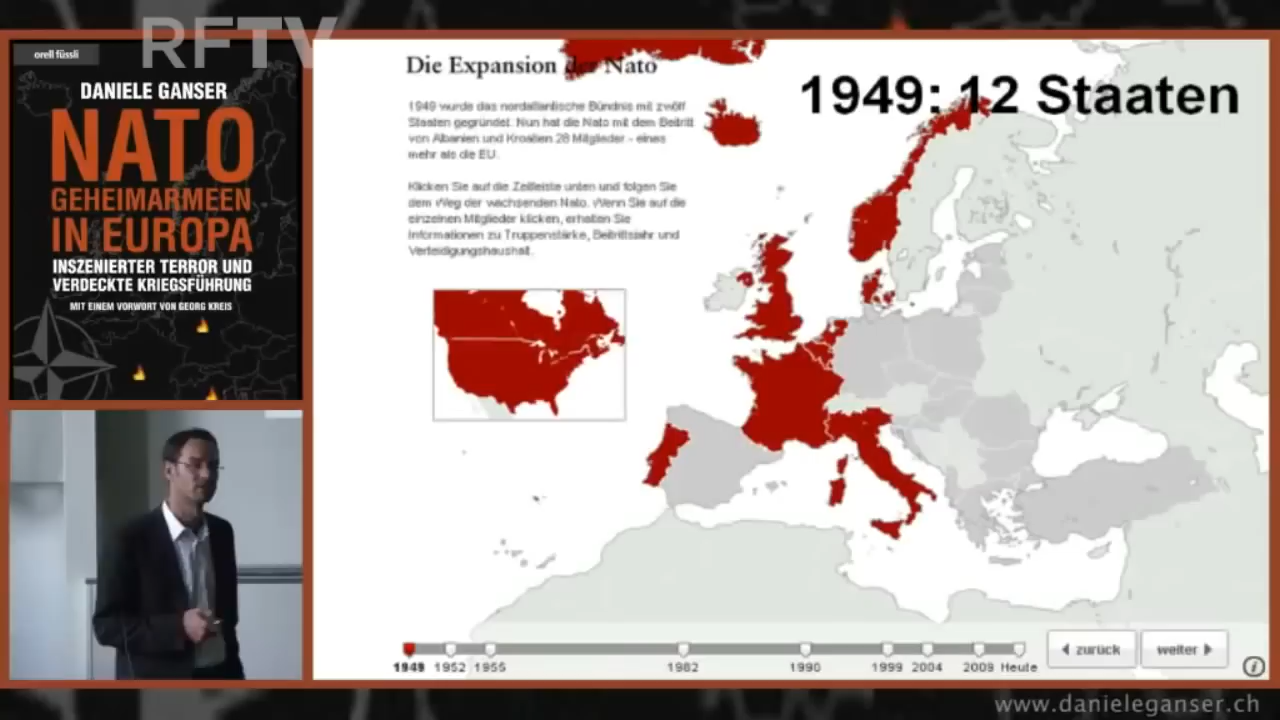 RFTV
orell füssli
DANIELE GANSER
NATO
GEHEIMARMEEN
IN EUROPA
INSZENIERTER TERROR UND
VERDECKTE KRIEGSFÜHRUNG
MIT EINEM VORWORT VON GEORG KREIS
Die Expansion der Nato
1949: 12 Staaten
1949 wurde das nordatlantische Bündnis mit zwölf
Staaten gegründet. Nun hat die Nato mit dem Beitritt
von Albanien und Kroatien 28 Mitglieder - eines
mehr als die EU.
Klicken Sie auf die Zeitleiste unten und folgen Sie
dem Weg der wachsenden Nato. Wenn Sie auf die
einzelnen Mitglieder klicken, erhalten Sie
Informationen zu Truppenstärke, Beitrittsjahr und
Verteidigungshaushalt.
1949 1952 1955 1982 1990 1999 2004 2009 Heute
zurück weiter
i
www.danieleganser.ch